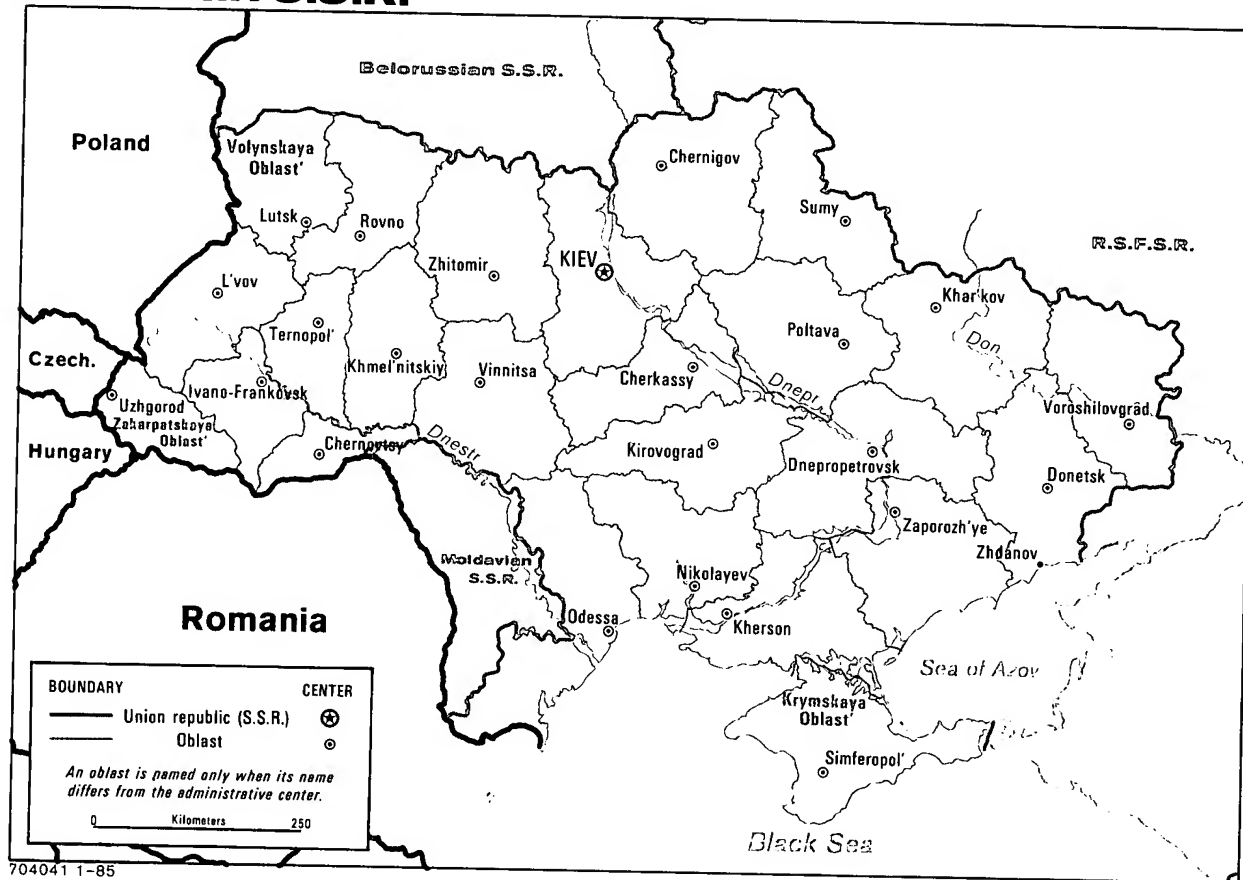 S.S.R.
Belorussian S.S.R.
Poland
Volynskaya
Oblast'
Chernigov
Lutsk
Rovno
Sumy
R.S.F.S.R.
Zhitomir
KIEV
L'vov
Khar'kov
Ternopol'
Poltava
Don
Czech.
Khmel'nitskiy
Vinnitsa
Cherkassy
Dnepr
Ivano-Frankovsk
Uzhgorod
Zakarpatskaya
Oblast'
Voroshilovgrad
Hungary
Chernovtsy
Dnestr
Kirovograd
Dnepropetrovsk
Donetsk
Zaporozh'ye
Zhdanov
Moldavian
S.S.R.
Nikolayev
Romania
Odessa
Kherson
Sea of Azov
Krymskaya
Oblast'
Simferopol'
Black Sea
BOUNDARY CENTER
Union republic (S.S.R.)
Oblast
An oblast is named only when its name
differs from the administrative center.
0 Kilometers 250
704041 1-85